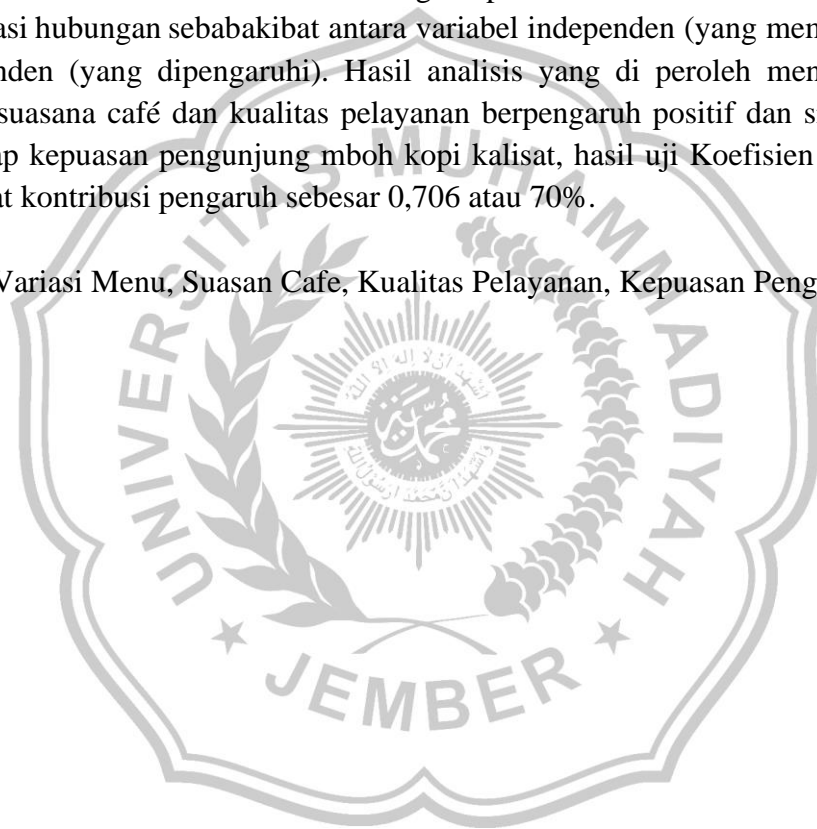 asi hubungan sebabakibat antara variabel independen (yang men
nden (yang dipengaruhi). Hasil analisis yang di peroleh men
suasana café dan kualitas pelayanan berpengaruh positif dan s
ap kepuasan pengunjung mboh kopi kalisat, hasil uji Koefisien
at kontribusi pengaruh sebesar 0,706 atau 70%.
Variasi Menu, Suasan Cafe, Kualitas Pelayanan, Kepuasan Peng
UNIVERSITAS MUHAMMADIYAH
JEMBER